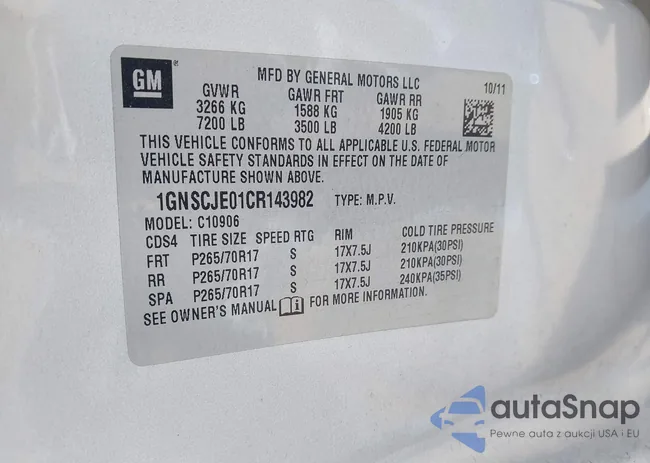 GM
MFD BY GENERAL MOTORS LLC
10/11
GVWR GAWR FRT GAWR RR
3266 KG 1588 KG 1905 KG
7200 LB 3500 LB 4200 LB
THIS VEHICLE CONFORMS TO ALL APPLICABLE U.S. FEDERAL MOTOR
VEHICLE SAFETY STANDARDS IN EFFECT ON THE DATE OF
MANUFACTURE SHOWN ABOVE.
1GNSCJE01CR143982 TYPE: M.P.V.
MODEL: C10906
CDS4 TIRE SIZE SPEED RTG RIM COLD TIRE PRESSURE
FRT P265/70R17 S 17X7.5J 210KPA(30PSI)
RR P265/70R17 S 17X7.5J 210KPA(30PSI)
SPA P265/70R17 S 17X7.5J 240KPA(35PSI)
SEE OWNER'S MANUAL FOR MORE INFORMATION.
autaSnap
Pewne auta z aukcji USA i EU